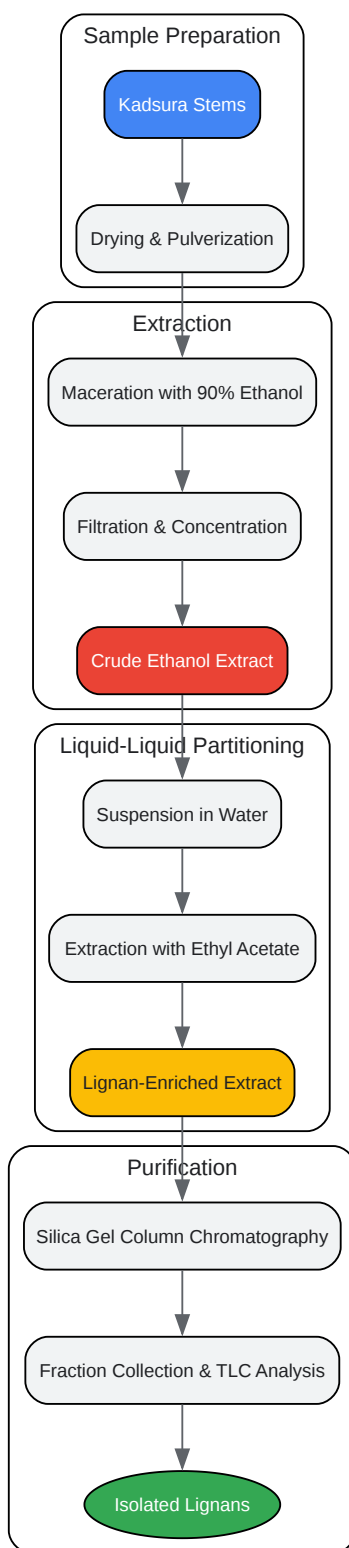 Sample Preparation
Kadsura Stems
Drying & Pulverization
Extraction
Maceration with 90% Ethanol
Filtration & Concentration
Crude Ethanol Extract
Liquid-Liquid Partitioning
Suspension in Water
Extraction with Ethyl Acetate
Lignan-Enriched Extract
Purification
Silica Gel Column Chromatography
Fraction Collection & TLC Analysis
Isolated Lignans